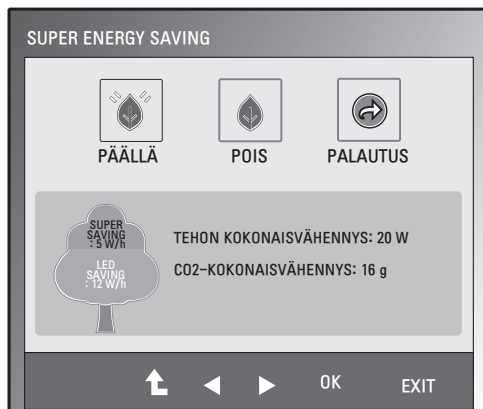 SUPER ENERGY SAVING
PÄÄLLÄ POIS PALAUTUS
SUPER
SAVING
: 5 W/h
LED
SAVING
: 12 W/h
TEHON KOKONAISVÄHENNYS: 20 W
CO2-KOKONAISVÄHENNYS: 16 g
OK EXIT